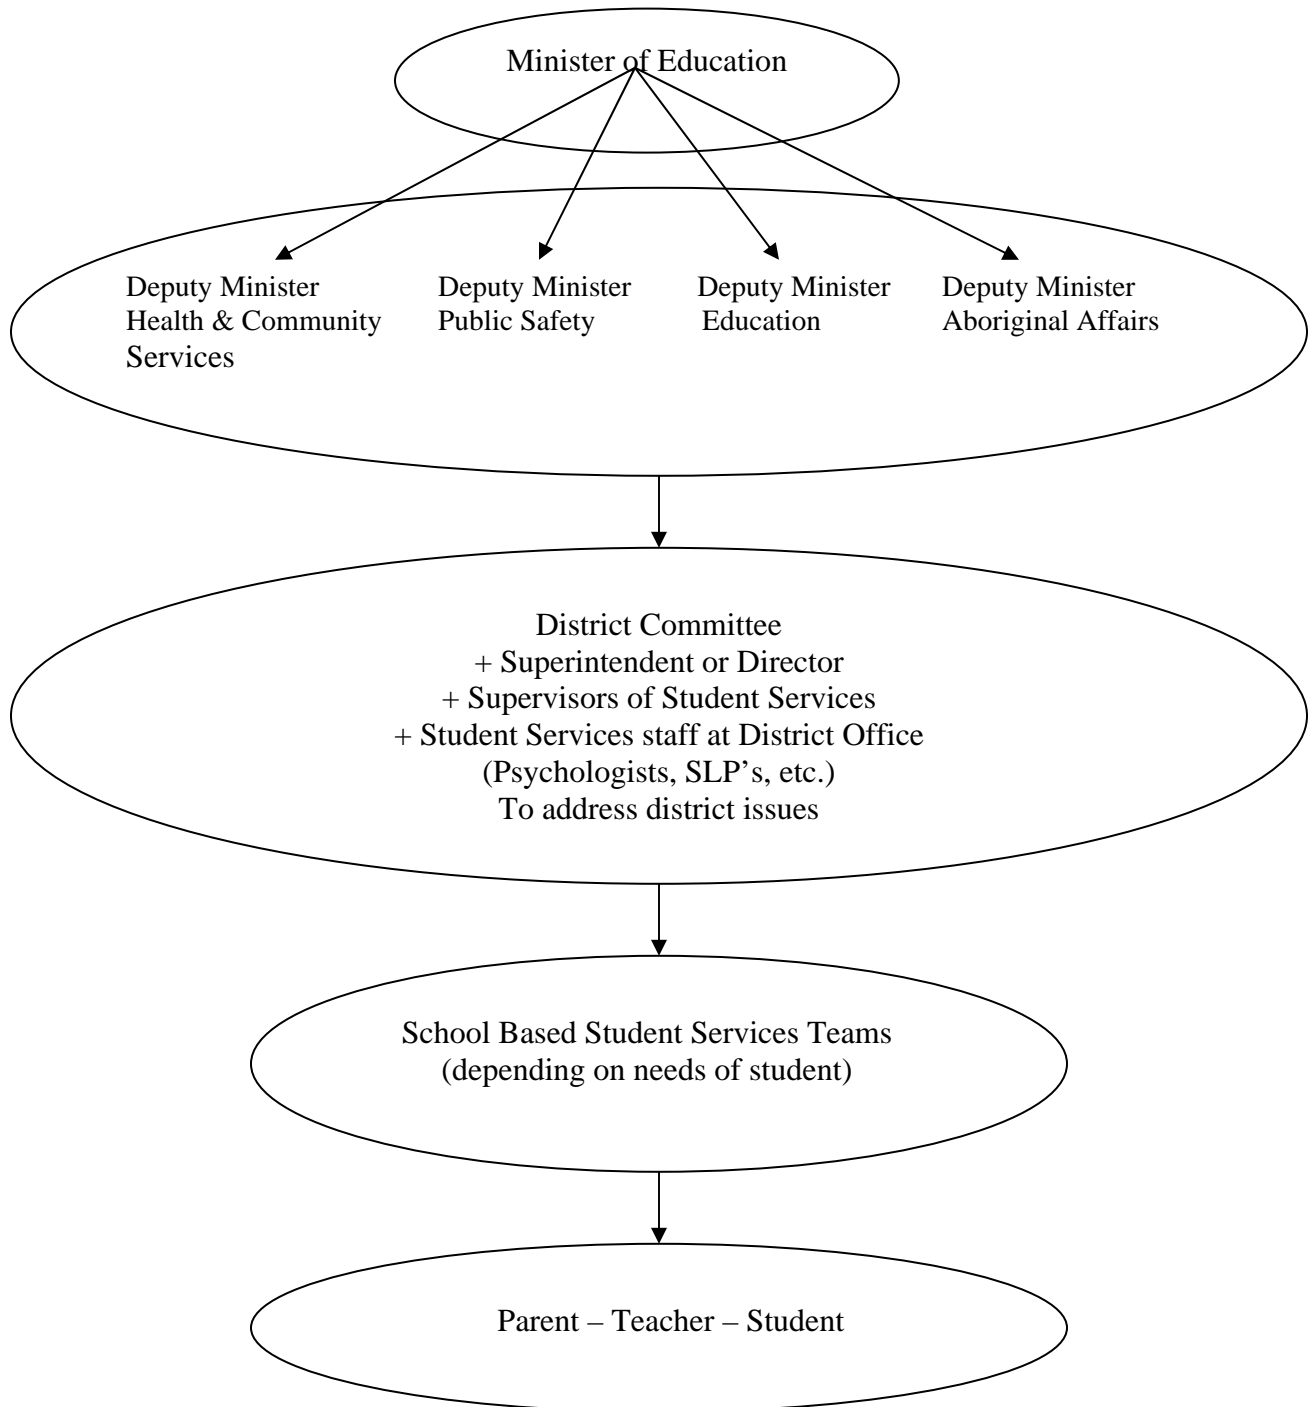 Minister of Education
Deputy Minister
Health & Community
Services
Deputy Minister
Public Safety
Deputy Minister
Education
Deputy Minister
Aboriginal Affairs
District Committee
+ Superintendent or Director
+ Supervisors of Student Services
+ Student Services staff at District Office
(Psychologists, SLP’s, etc.)
To address district issues
School Based Student Services Teams
(depending on needs of student)
Parent – Teacher – Student